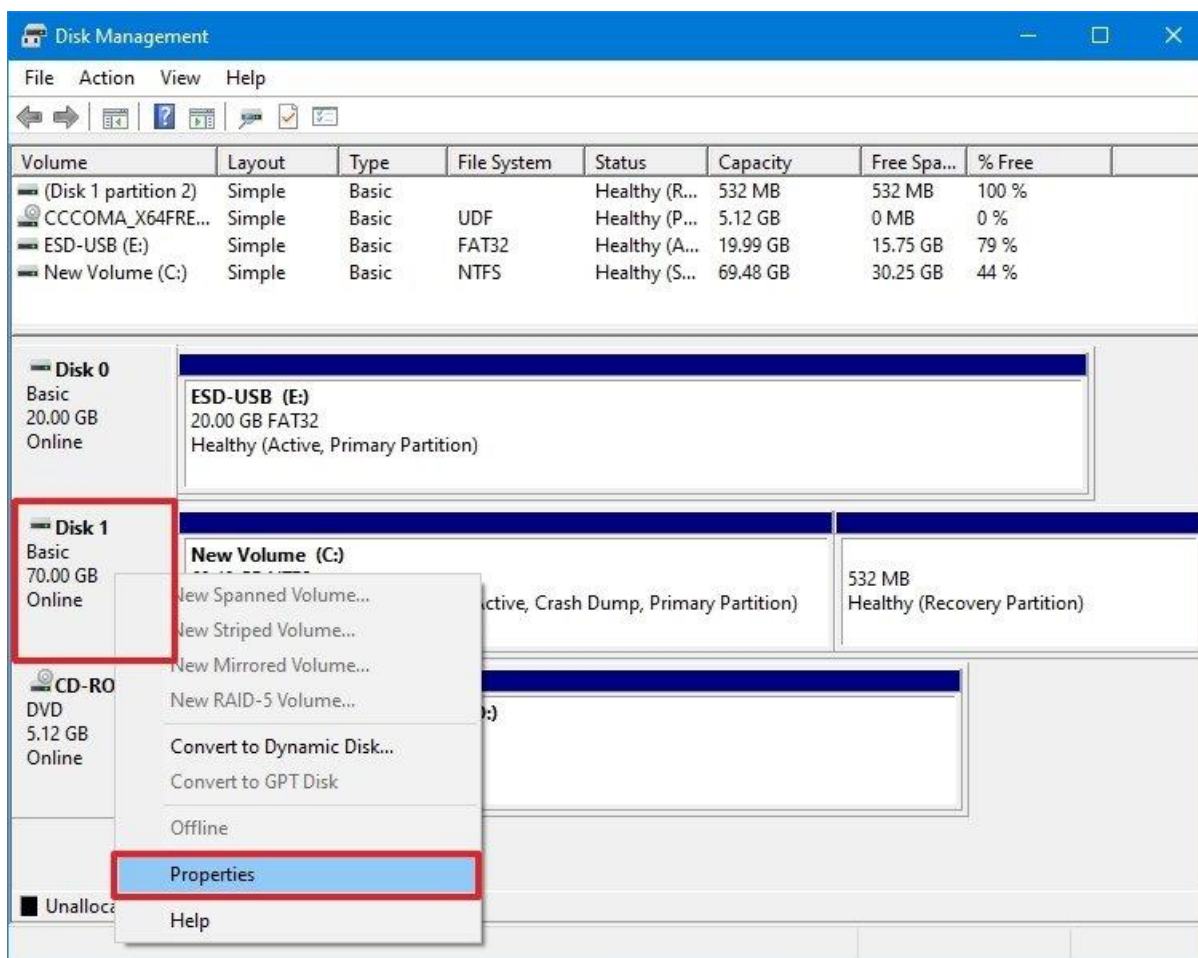 Disk Management
File Action View Help
Volume Layout Type File System Status Capacity Free Spa... % Free
(Disk 1 partition 2) Simple Basic Healthy (R... 532 MB 532 MB 100 %
CCCOMA_X64FRE... Simple Basic UDF Healthy (P... 5.12 GB 0 MB 0 %
ESD-USB (E:) Simple Basic FAT32 Healthy (A... 19.99 GB 15.75 GB 79 %
New Volume (C:) Simple Basic NTFS Healthy (S... 69.48 GB 30.25 GB 44 %
Disk 0
Basic
20.00 GB
Online
ESD-USB (E:)
20.00 GB FAT32
Healthy (Active, Primary Partition)
Disk 1
Basic
70.00 GB
Online
New Volume (C:)
Crash Dump, Primary Partition)
532 MB
Healthy (Recovery Partition)
CD-RO
DVD
5.12 GB
Online
:)
New Spanned Volume...
New Striped Volume...
New Mirrored Volume...
New RAID-5 Volume...
Convert to Dynamic Disk...
Convert to GPT Disk
Offline
Properties
Help
Unalloca